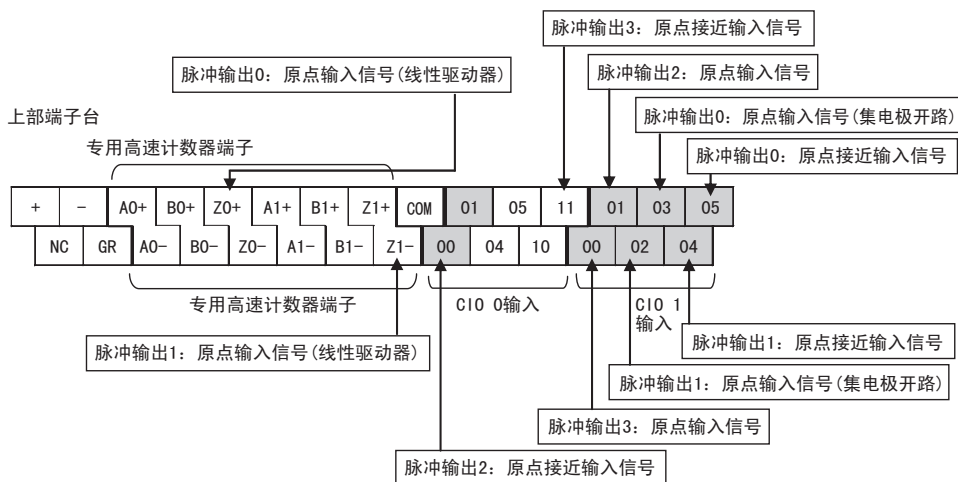 脉冲输出3: 原点接近输入信号
脉冲输出2: 原点输入信号
脉冲输出0: 原点输入信号(线性驱动器)
上部端子台
脉冲输出0: 原点输入信号(集电极开路)
专用高速计数器端子
脉冲输出0: 原点接近输入信号
+ - A0+ B0+ Z0+ A1+ B1+ Z1+ COM 01 05 11 01 03 05
NC GR A0- B0- Z0- A1- B1- Z1- 00 04 10 00 02 04
专用高速计数器端子
CIO 0输入
CIO 1
输入
脉冲输出1: 原点输入信号(线性驱动器)
脉冲输出1: 原点接近输入信号
脉冲输出1: 原点输入信号(集电极开路)
脉冲输出3: 原点输入信号
脉冲输出2: 原点接近输入信号